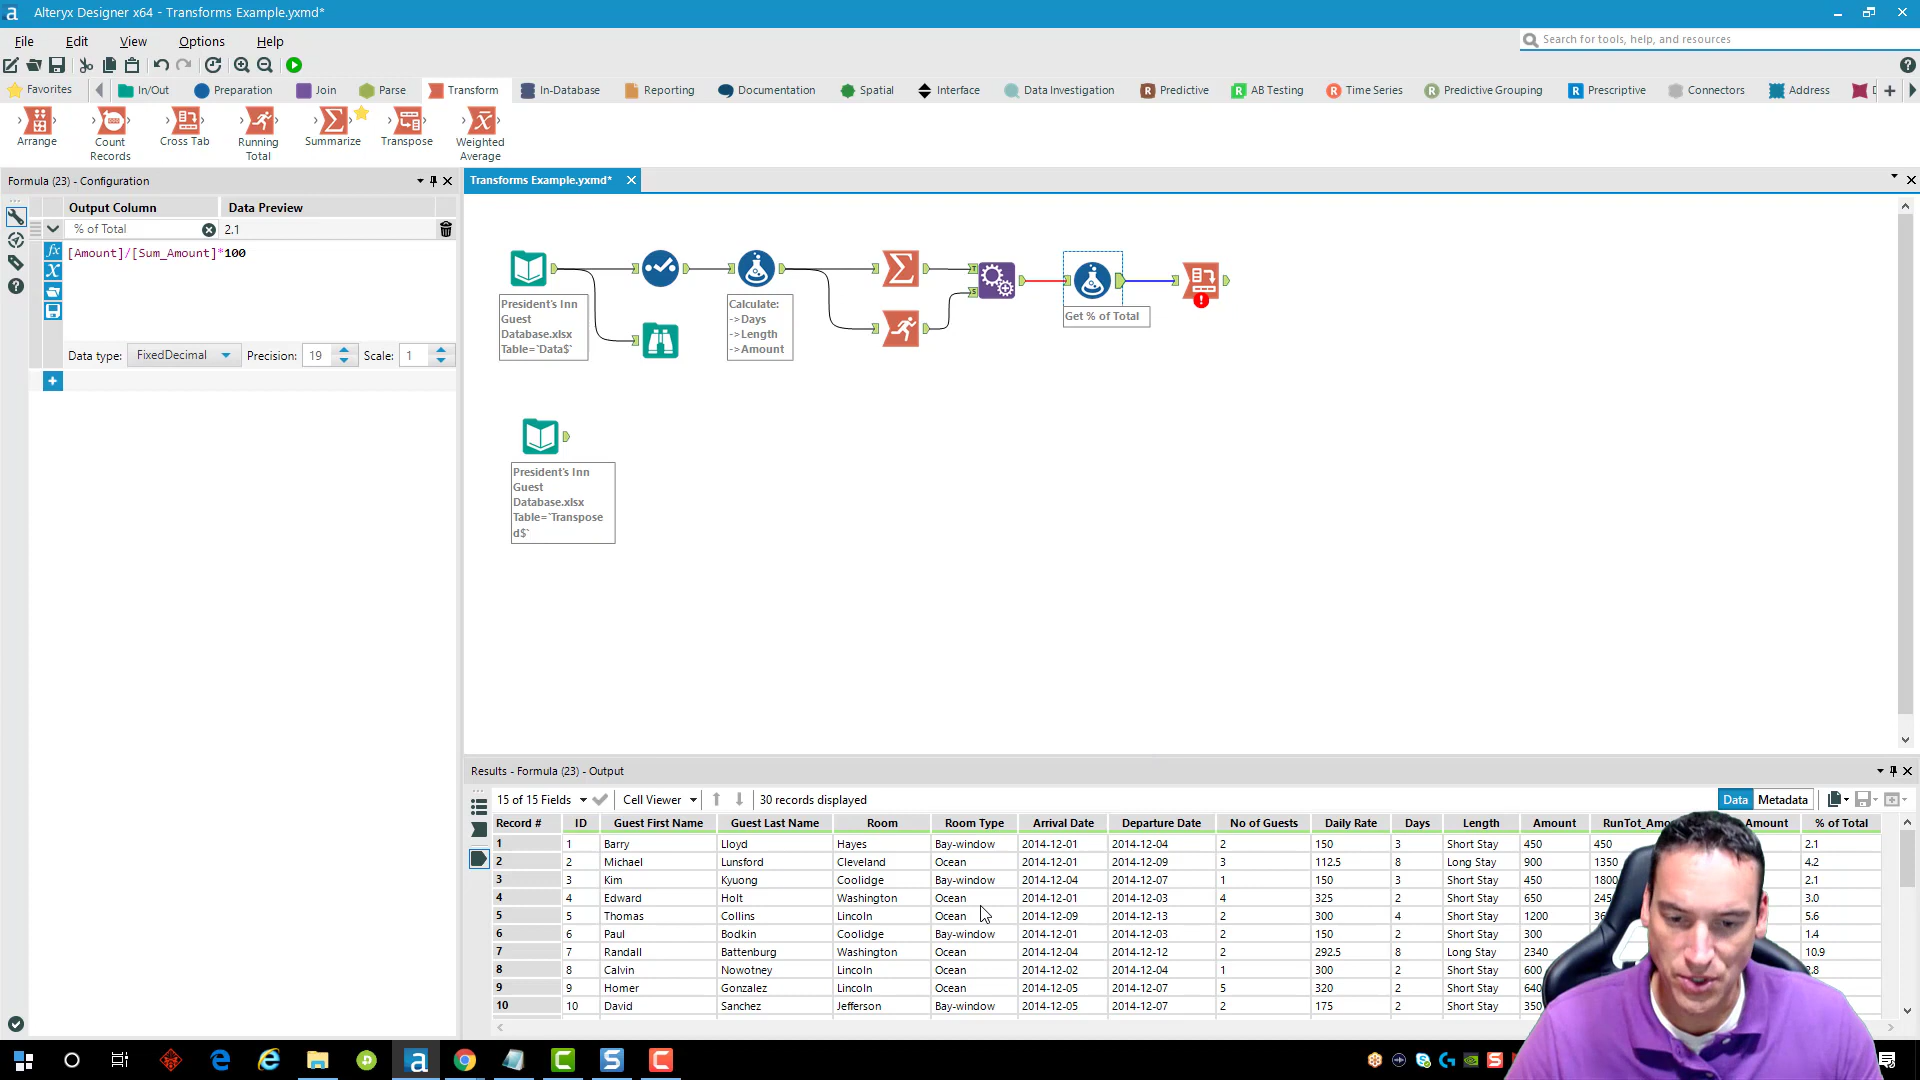 Alteryx Designer x64 - Transforms Example.yxmd*
File Edit View Options Help
Search for tools, help, and resources
Favorites In/Out Preparation Join Parse Transform In-Database Reporting Documentation Spatial Interface Data Investigation Predictive AB Testing Time Series Predictive Grouping Prescriptive Connectors Address
Arrange Count Records Cross Tab Running Total Summarize Transpose Weighted Average
Formula (23) - Configuration
Transforms Example.yxmd*
Output Column Data Preview
% of Total 2.1
[Amount]/[Sum_Amount]*100
Data type: FixedDecimal Precision: 19 Scale: 1
President's Inn
Guest
Database.xlsx
Table=`Data$`
Calculate:
->Days
->Length
->Amount
Get % of Total
President's Inn
Guest
Database.xlsx
Table=`Transpose
d$`
Results - Formula (23) - Output
15 of 15 Fields Cell Viewer 30 records displayed Data Metadata
Record # ID Guest First Name Guest Last Name Room Room Type Arrival Date Departure Date No of Guests Daily Rate Days Length Amount Amount % of Total
1 1 Barry Lloyd Hayes Bay-window 2014-12-01 2014-12-04 2 150 3 Short Stay 450 450 2.1
2 2 Michael Lunsford Cleveland Ocean 2014-12-01 2014-12-09 3 112.5 8 Long Stay 900 1350 4.2
3 3 Kim Kyuong Coolidge Bay-window 2014-12-04 2014-12-07 1 150 3 Short Stay 450 1800 2.1
4 4 Edward Holt Washington Ocean 2014-12-01 2014-12-03 4 325 2 Short Stay 650 3.0
5 5 Thomas Collins Lincoln Ocean 2014-12-09 2014-12-13 2 300 4 Short Stay 1200 5.6
6 6 Paul Bodkin Coolidge Bay-window 2014-12-01 2014-12-03 2 150 2 Short Stay 300 1.4
7 7 Randall Battenburg Washington Ocean 2014-12-04 2014-12-12 2 292.5 8 Long Stay 2340 10.9
8 8 Calvin Nowotney Lincoln Ocean 2014-12-02 2014-12-04 1 300 2 Short Stay 600 2.8
9 9 Homer Gonzalez Lincoln Ocean 2014-12-05 2014-12-07 5 320 2 Short Stay 640
10 10 David Sanchez Jefferson Bay-window 2014-12-05 2014-12-07 2 175 2 Short Stay 350